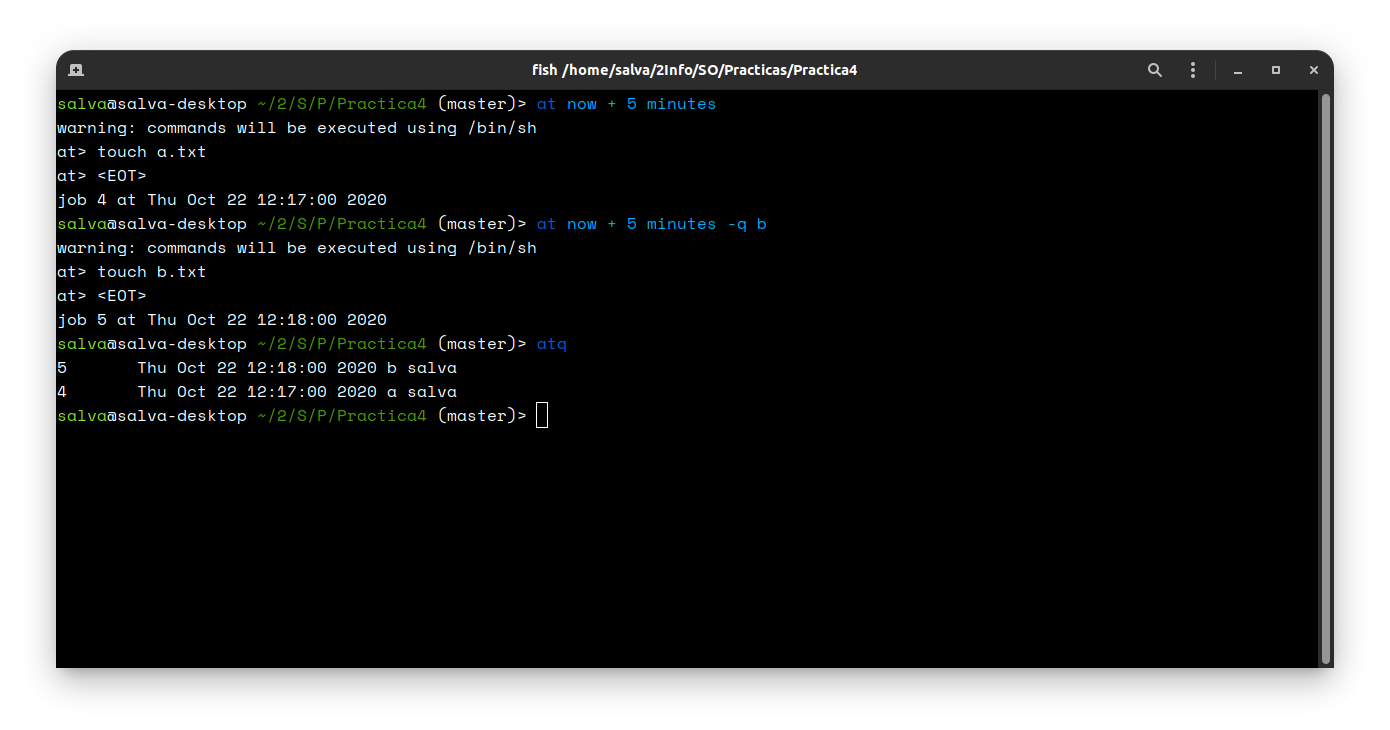 fish /home/salva/2Info/SO/Practicas/Practica4
salva@salva-desktop ~/2/S/P/Practica4 (master)> at now + 5 minutes
warning: commands will be executed using /bin/sh
at> touch a.txt
at> <EOT>
job 4 at Thu Oct 22 12:17:00 2020
salva@salva-desktop ~/2/S/P/Practica4 (master)> at now + 5 minutes -q b
warning: commands will be executed using /bin/sh
at> touch b.txt
at> <EOT>
job 5 at Thu Oct 22 12:18:00 2020
salva@salva-desktop ~/2/S/P/Practica4 (master)> atq
5       Thu Oct 22 12:18:00 2020 b salva
4       Thu Oct 22 12:17:00 2020 a salva
salva@salva-desktop ~/2/S/P/Practica4 (master)>